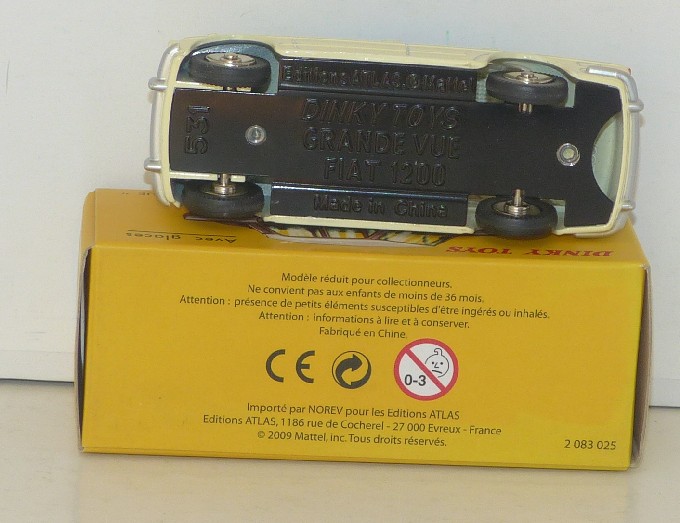 Editions ATLAS © Mattel
DINKY TOYS
GRANDE VUE
FIAT 1200
531
Made in China
Avec glaces
DINKY TOYS
Modèle réduit pour collectionneurs.
Ne convient pas aux enfants de moins de 36 mois.
Attention : présence de petits éléments susceptibles d'être ingérés ou inhalés.
Attention : informations à lire et à conserver.
Fabriqué en Chine.
CE
0-3
Importé par NOREV pour les Editions ATLAS
Editions ATLAS, 1186 rue de Cocherel - 27 000 Evreux - France
© 2009 Mattel, inc. Tous droits réservés.
2 083 025